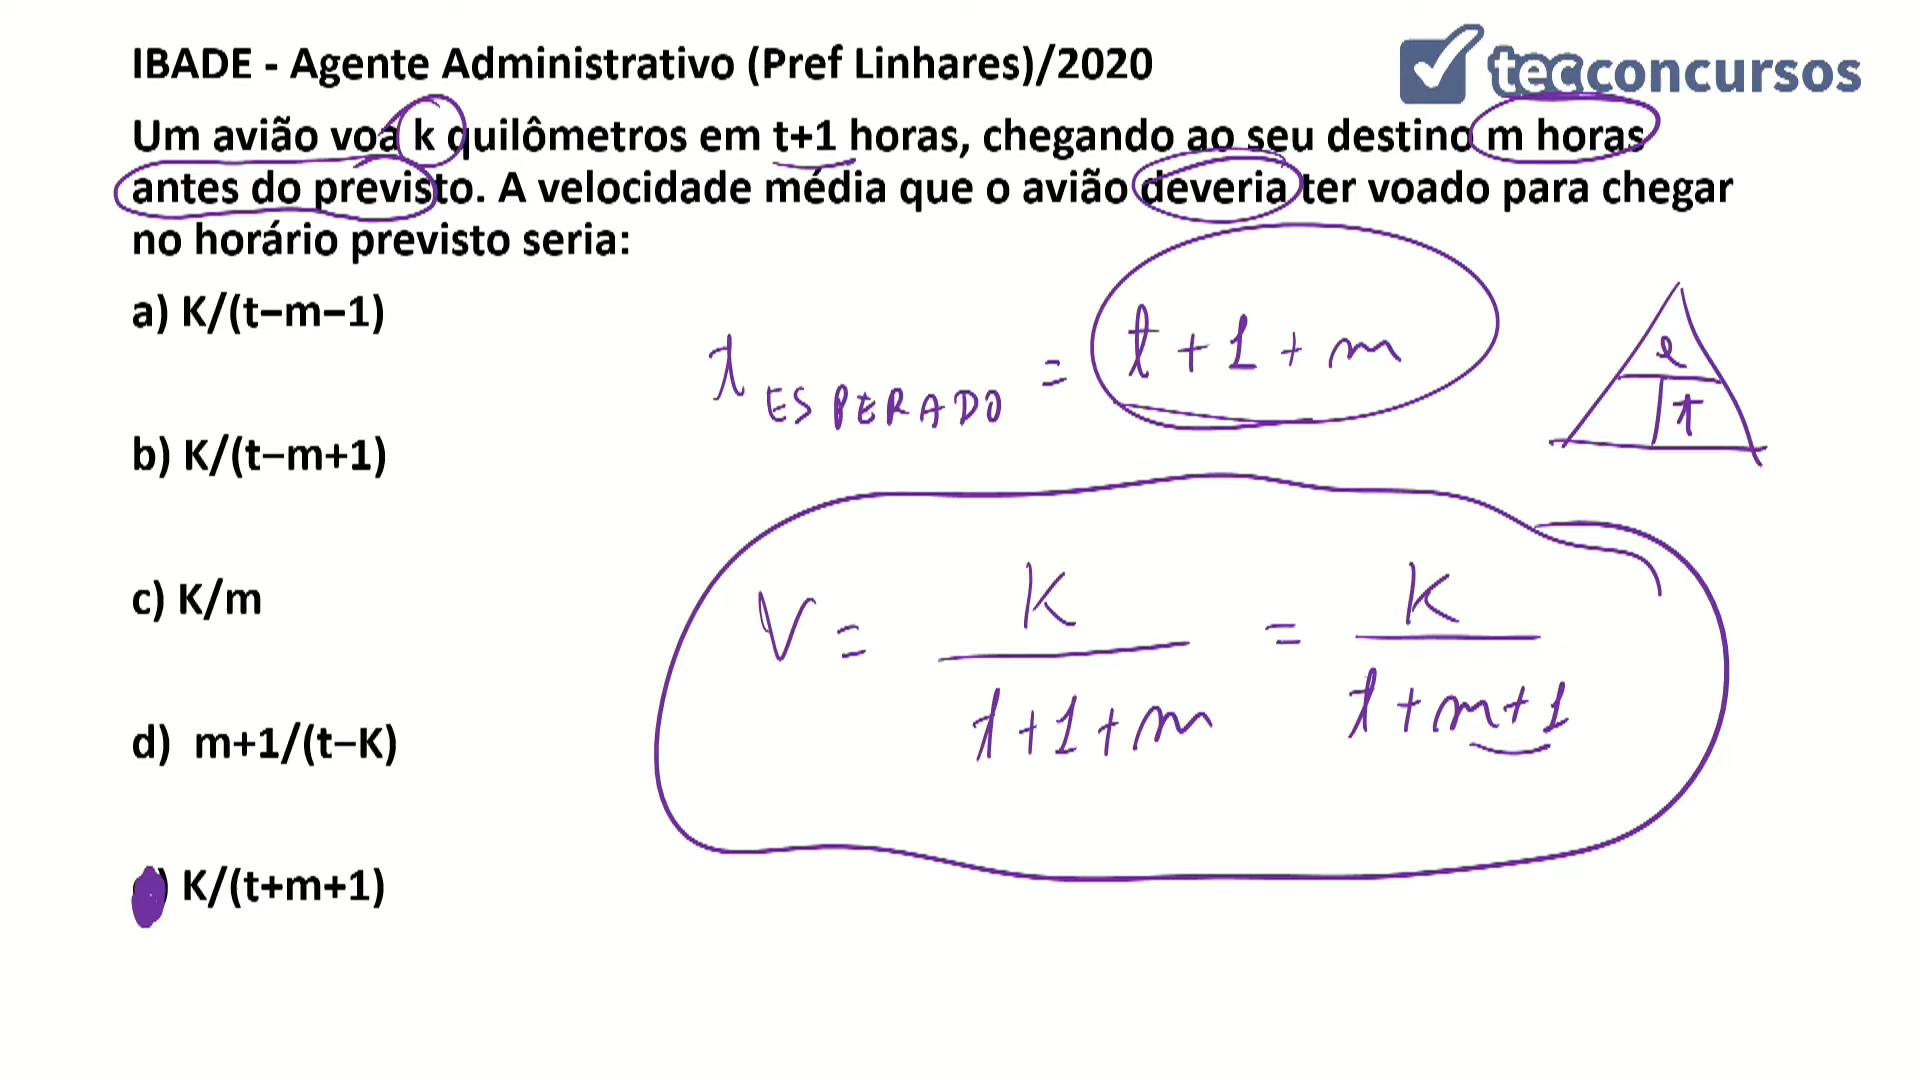 IBADE - Agente Administrativo (Pref Linhares)/2020
tecconcursos
Um avião voa k quilômetros em t+1 horas, chegando ao seu destino m horas
antes do previsto. A velocidade média que o avião deveria ter voado para chegar
no horário previsto seria:
a) K/(t−m−1)
b) K/(t−m+1)
c) K/m
d) m+1/(t−K)
K/(t+m+1)
t ESPERADO = t + 1 + m
e
t
V = K / t+1+m = K / t+m+1